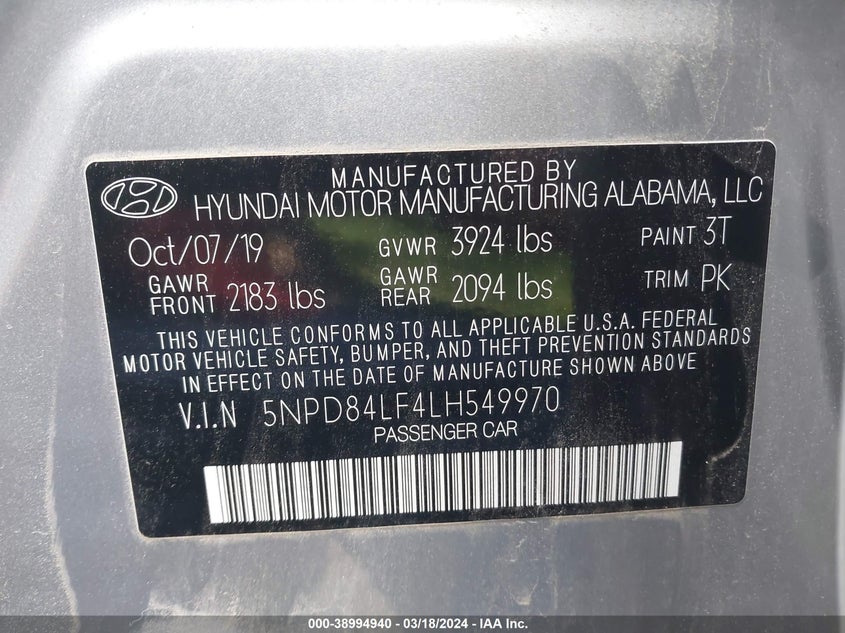 MANUFACTURED BY
HYUNDAI MOTOR MANUFACTURING ALABAMA, LLC
Oct/07/19 GVWR 3924 lbs PAINT 3T
GAWR FRONT 2183 lbs GAWR REAR 2094 lbs TRIM PK
THIS VEHICLE CONFORMS TO ALL APPLICABLE U.S.A. FEDERAL
MOTOR VEHICLE SAFETY, BUMPER, AND THEFT PREVENTION STANDARDS
IN EFFECT ON THE DATE OF MANUFACTURE SHOWN ABOVE
V.I.N 5NPD84LF4LH549970
PASSENGER CAR
000-38994940 - 03/18/2024 - IAA Inc.